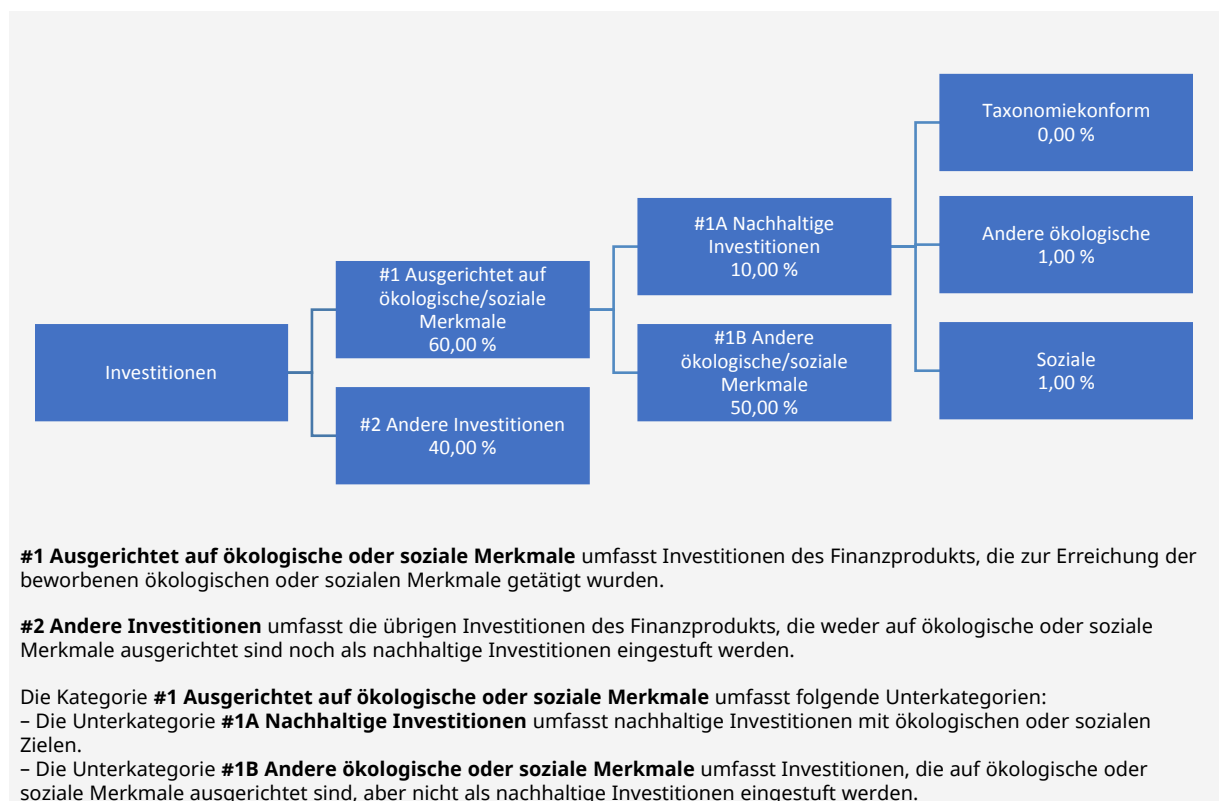 Investitionen
#1 Ausgerichtet auf
ökologische/soziale
Merkmale
60,00 %
#2 Andere Investitionen
40,00 %
#1A Nachhaltige
Investitionen
10,00 %
#1B Andere
ökologische/soziale
Merkmale
50,00 %
Taxonomiekonform
0,00 %
Andere ökologische
1,00 %
Soziale
1,00 %
#1 Ausgerichtet auf ökologische oder soziale Merkmale umfasst Investitionen des Finanzprodukts, die zur Erreichung der
beworbenen ökologischen oder sozialen Merkmale getätigt wurden.
#2 Andere Investitionen umfasst die übrigen Investitionen des Finanzprodukts, die weder auf ökologische oder soziale
Merkmale ausgerichtet sind noch als nachhaltige Investitionen eingestuft werden.
Die Kategorie #1 Ausgerichtet auf ökologische oder soziale Merkmale umfasst folgende Unterkategorien:
– Die Unterkategorie #1A Nachhaltige Investitionen umfasst nachhaltige Investitionen mit ökologischen oder sozialen
Zielen.
– Die Unterkategorie #1B Andere ökologische oder soziale Merkmale umfasst Investitionen, die auf ökologische oder
soziale Merkmale ausgerichtet sind, aber nicht als nachhaltige Investitionen eingestuft werden.